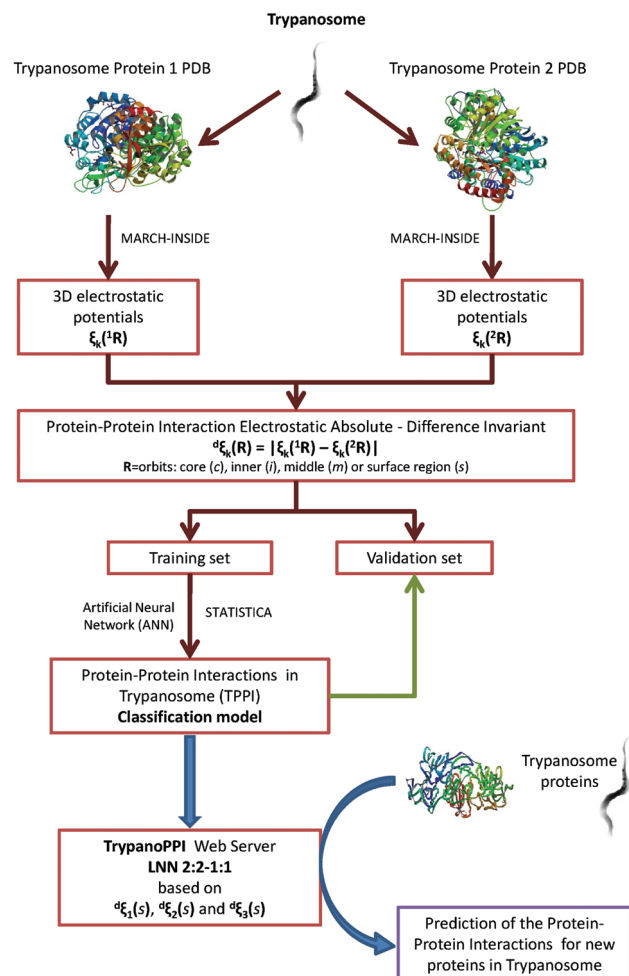 Trypanosome
Trypanosome Protein 1 PDB
Trypanosome Protein 2 PDB
MARCH-INSIDE
MARCH-INSIDE
3D electrostatic
potentials
ξk(¹R)
3D electrostatic
potentials
ξk(²R)
Protein-Protein Interaction Electrostatic Absolute - Difference Invariant
ᵈξk(R) = |ξk(¹R) – ξk(²R)|
R=orbits: core (c), inner (i), middle (m) or surface region (s)
Training set
Validation set
Artificial Neural
Network (ANN)
STATISTICA
Protein-Protein Interactions in
Trypanosome (TPPI)
Classification model
Trypanosome
proteins
TrypanoPPI Web Server
LNN 2:2-1:1
based on
ᵈξ₁(s), ᵈξ₂(s) and ᵈξ₃(s)
Prediction of the Protein-
Protein Interactions for new
proteins in Trypanosome